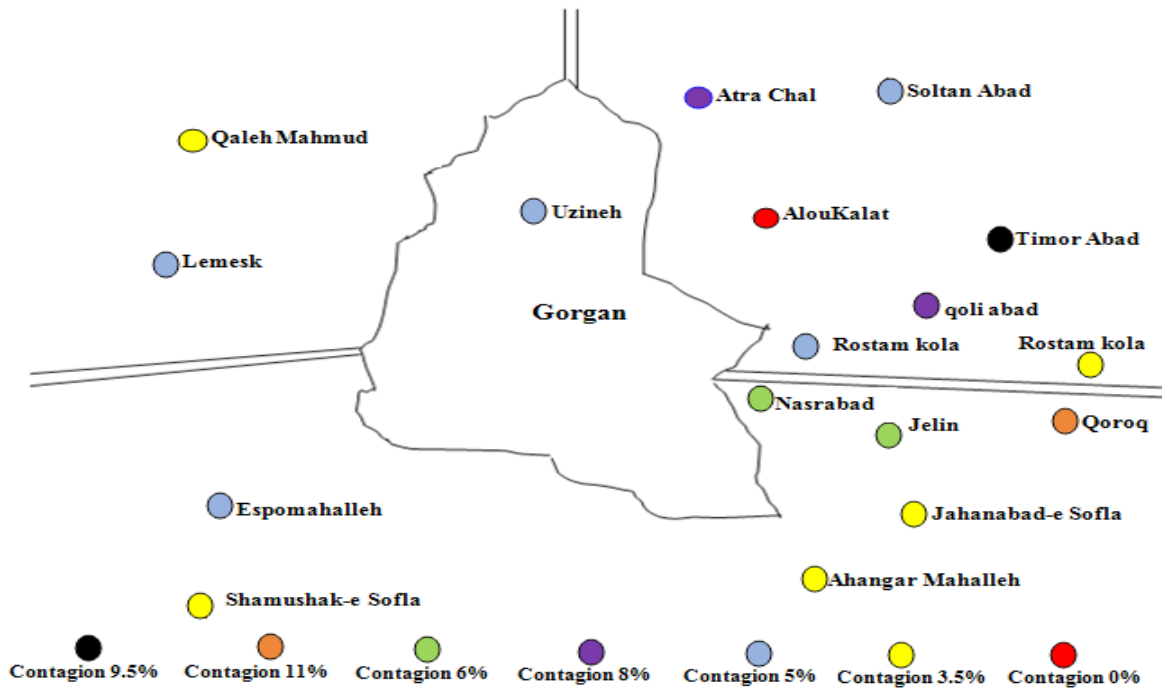 Atra Chal
Soltan Abad
Qaleh Mahmud
Uzineh
AlouKalat
Timor Abad
Lemesk
Gorgan
qoli abad
Rostam kola
Rostam kola
Nasrabad
Jelin
Qoroq
Espomahalleh
Jahanabad-e Sofla
Ahangar Mahalleh
Shamushak-e Sofla
Contagion 9.5%
Contagion 11%
Contagion 6%
Contagion 8%
Contagion 5%
Contagion 3.5%
Contagion 0%